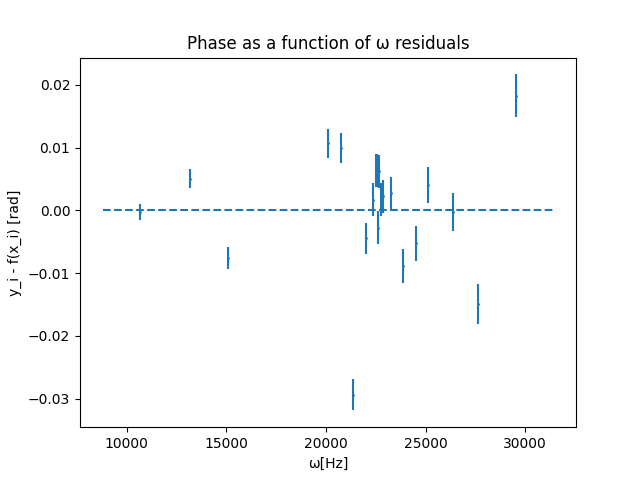 Phase as a function of ω residuals
y_i - f(x_i) [rad]
0.02
0.01
0.00
−0.01
−0.02
−0.03
10000 15000 20000 25000 30000
ω[Hz]